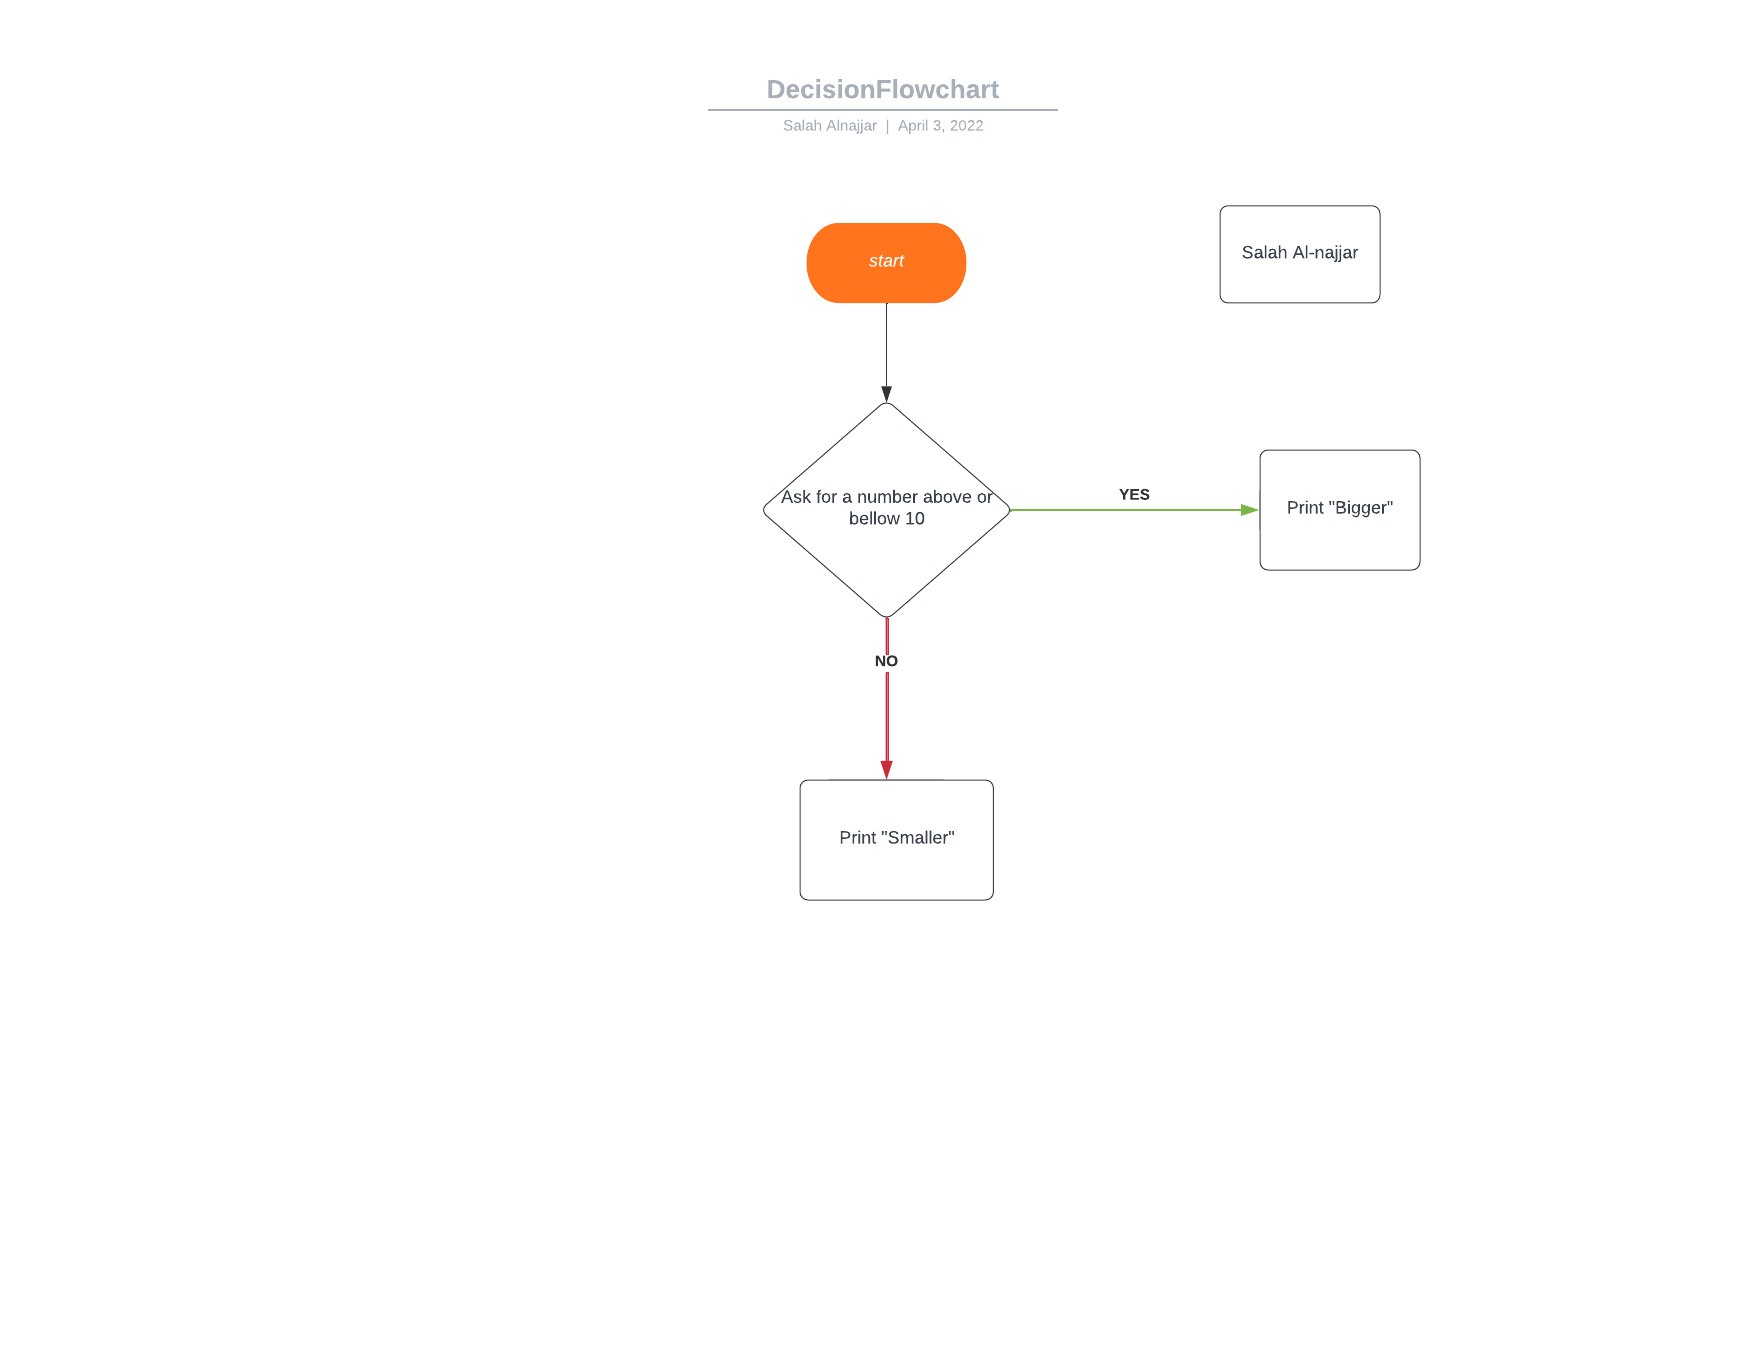 DecisionFlowchart
Salah Alnajjar | April 3, 2022
start
Salah Al-najjar
Ask for a number above or
bellow 10
YES
Print "Bigger"
NO
Print "Smaller"